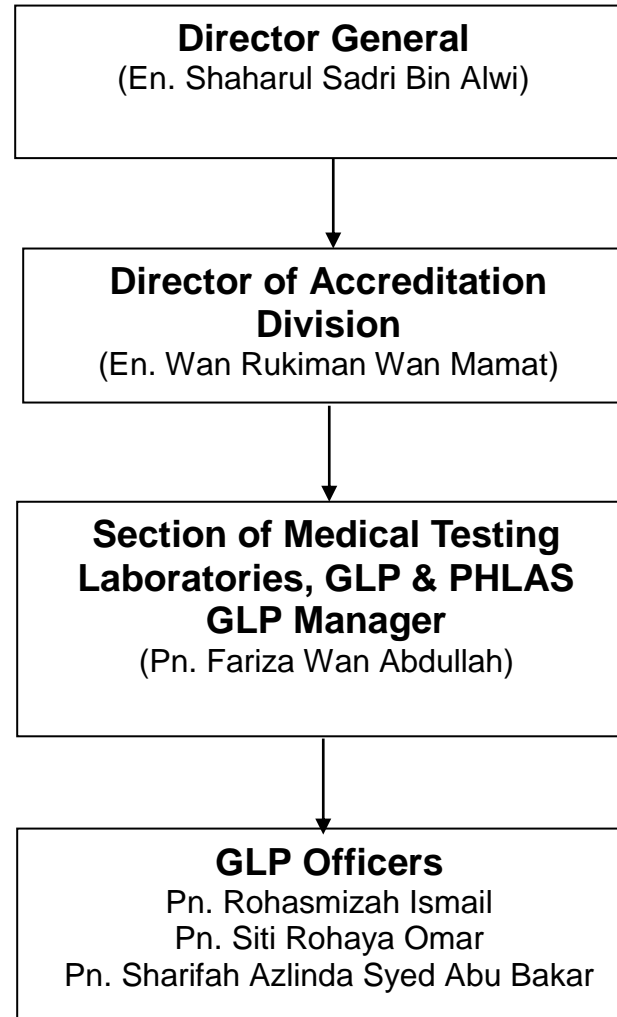 Director General
(En. Shaharul Sadri Bin Alwi)
Director of Accreditation
Division
(En. Wan Rukiman Wan Mamat)
Section of Medical Testing
Laboratories, GLP & PHLAS
GLP Manager
(Pn. Fariza Wan Abdullah)
GLP Officers
Pn. Rohasmizah Ismail
Pn. Siti Rohaya Omar
Pn. Sharifah Azlinda Syed Abu Bakar